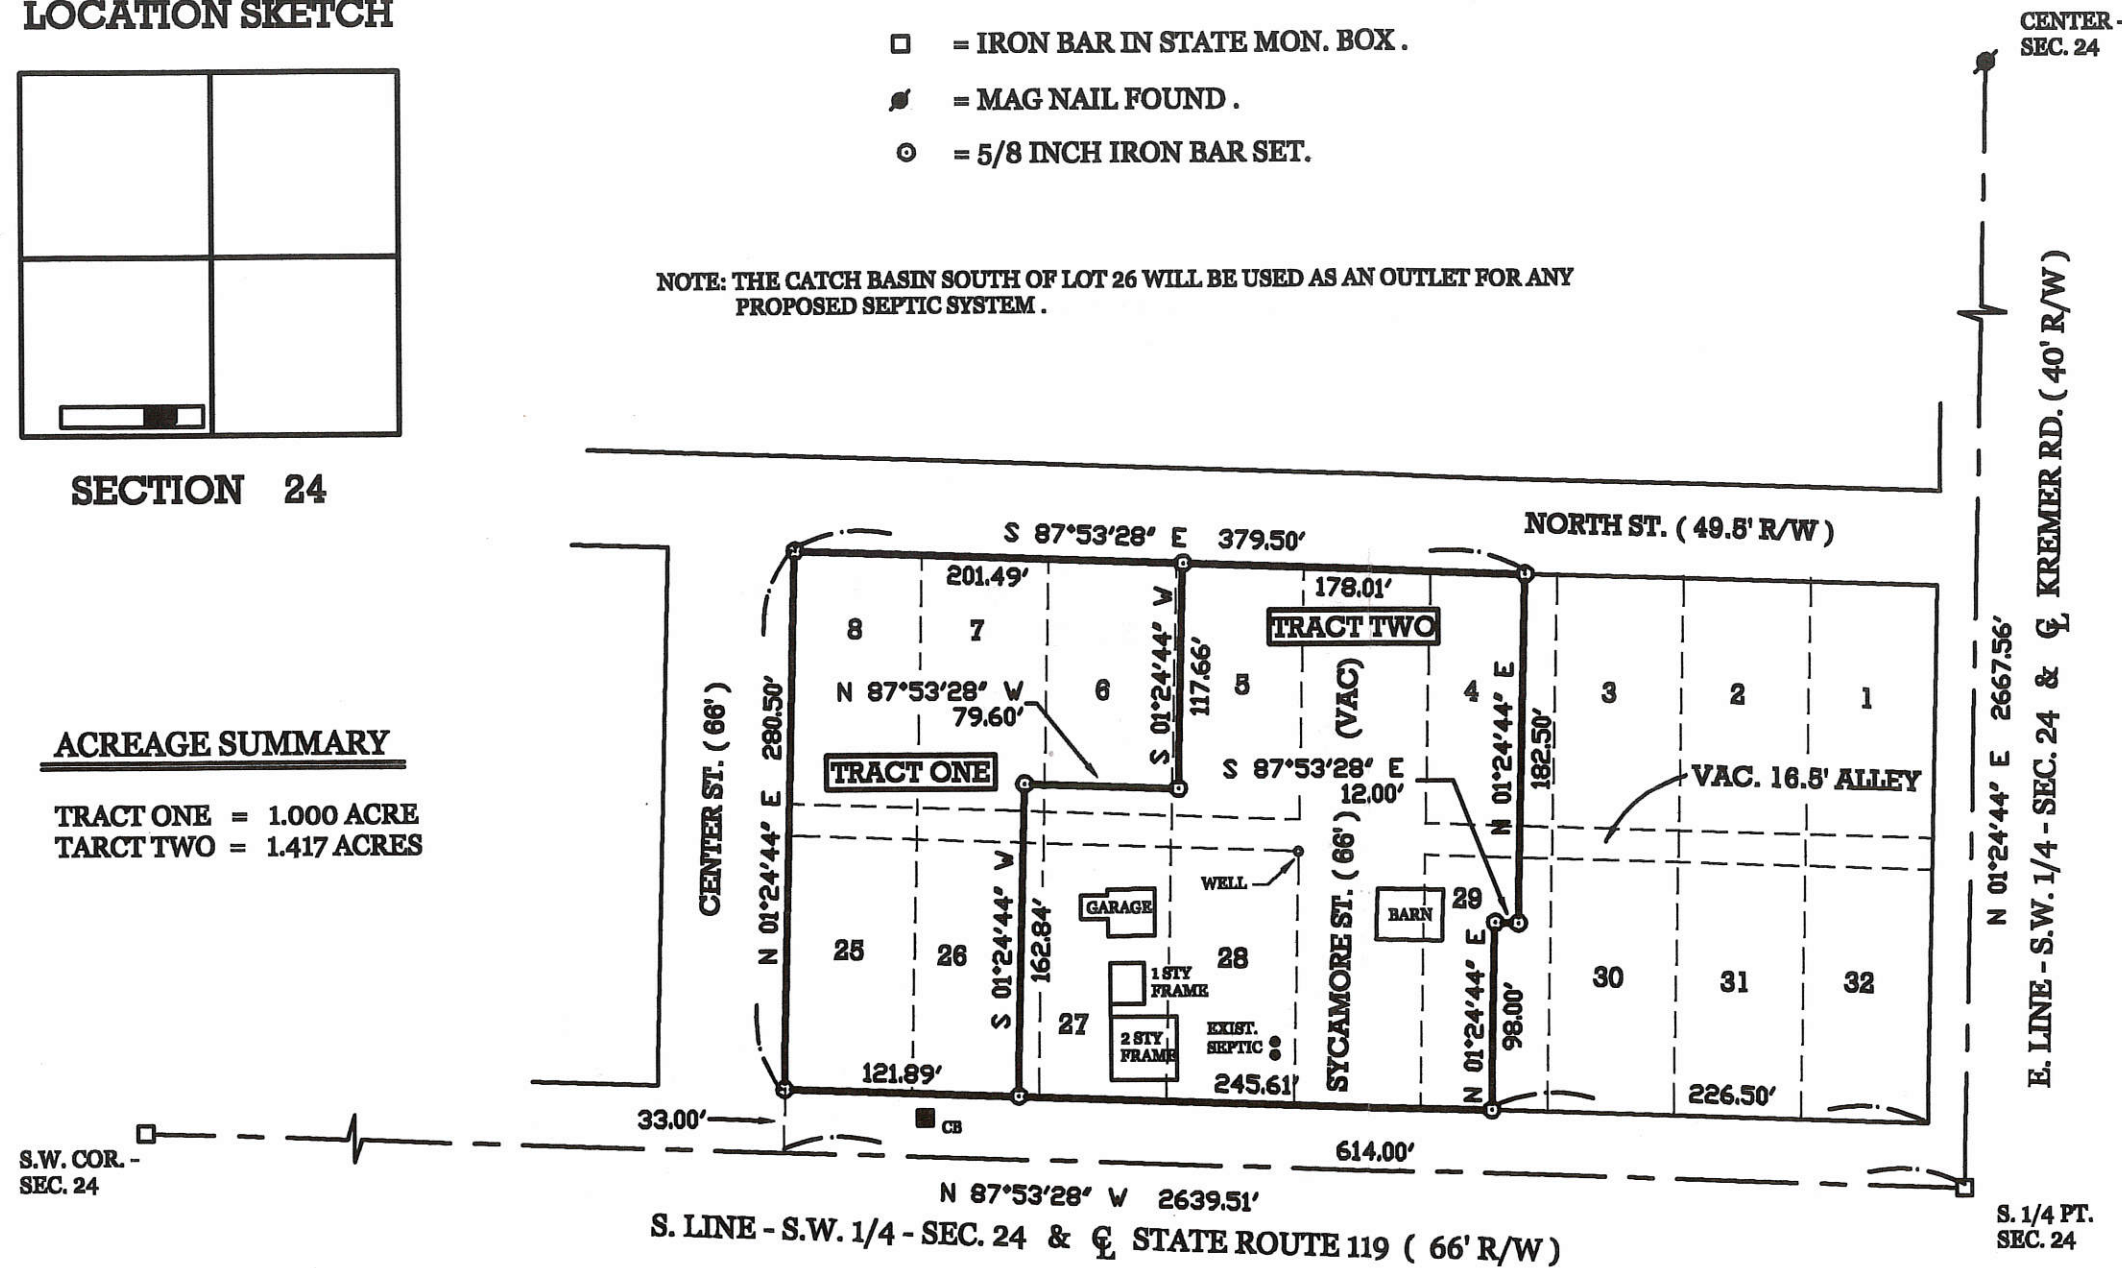 LOCATION SKETCH
= IRON BAR IN STATE MON. BOX .
= MAG NAIL FOUND .
= 5/8 INCH IRON BAR SET.
CENTER -
SEC. 24
NOTE: THE CATCH BASIN SOUTH OF LOT 26 WILL BE USED AS AN OUTLET FOR ANY
PROPOSED SEPTIC SYSTEM .
SECTION 24
ACREAGE SUMMARY
TRACT ONE = 1.000 ACRE
TARCT TWO = 1.417 ACRES
S 87°53'28" E 379.50'
NORTH ST. ( 49.5' R/W )
201.49'
178.01'
TRACT TWO
8
7
6
5
4
3
2
1
N 87°53'28" W
79.60'
S 01°24'44" W
117.66'
SYCAMORE ST. ( 66' ) (VAC)
N 01°24'44" E
182.50'
S 87°53'28" E
12.00'
TRACT ONE
VAC. 16.5' ALLEY
CENTER ST. ( 66' )
N 01°24'44" E 280.50'
S 01°24'44" W
162.84'
WELL
GARAGE
BARN
29
25
26
27
28
30
31
32
1 STY
FRAME
2 STY
FRAME
EXIST.
SEPTIC
N 01°24'44" E
98.00'
121.89'
245.61'
226.50'
33.00'
CB
614.00'
S.W. COR. -
SEC. 24
N 87°53'28" W 2639.51'
S. LINE - S.W. 1/4 - SEC. 24 & ℄ STATE ROUTE 119 ( 66' R/W )
S. 1/4 PT.
SEC. 24
N 01°24'44" E 2667.56'
E. LINE - S.W. 1/4 - SEC. 24 & ℄ KREMER RD. ( 40' R/W )